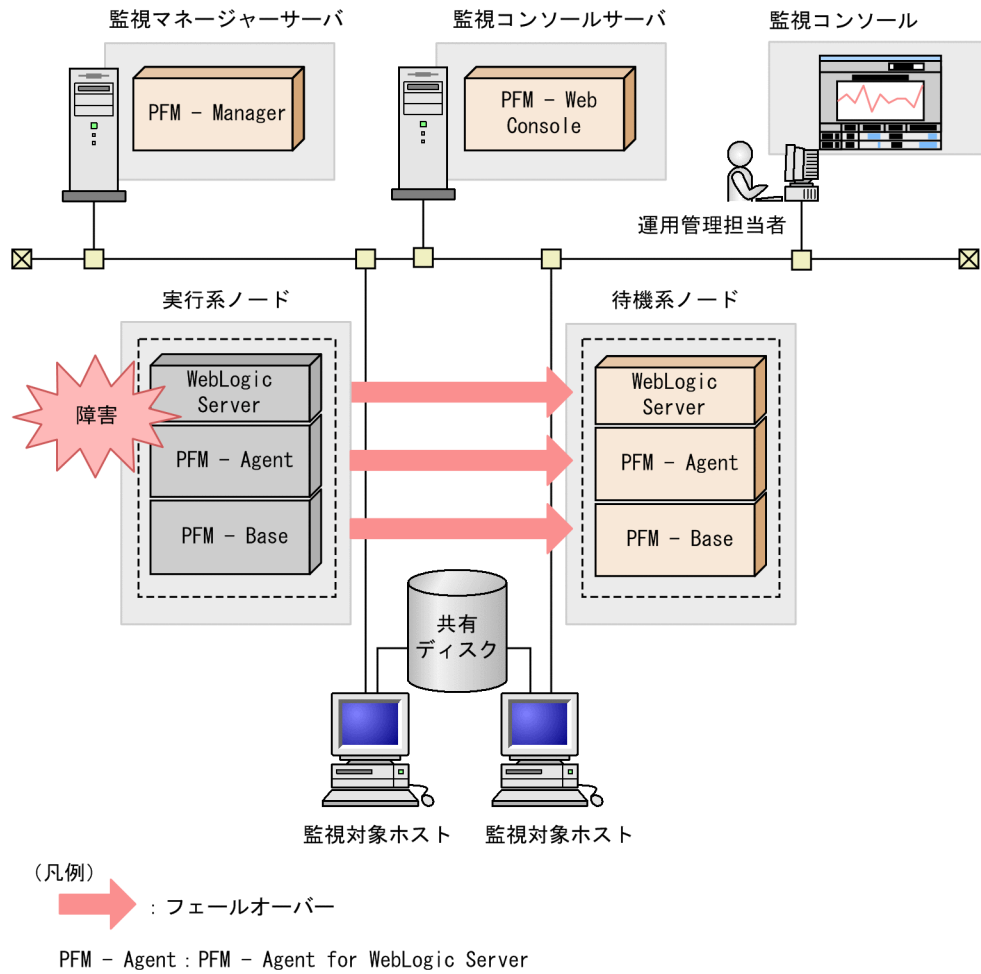 監視マネージャーサーバ
監視コンソールサーバ
監視コンソール
PFM － Manager
PFM － Web
Console
運用管理担当者
実行系ノード
待機系ノード
障害
WebLogic
Server
PFM － Agent
PFM － Base
WebLogic
Server
PFM － Agent
PFM － Base
共有
ディスク
監視対象ホスト
監視対象ホスト
（凡例）
：フェールオーバー
PFM － Agent：PFM － Agent for WebLogic Server